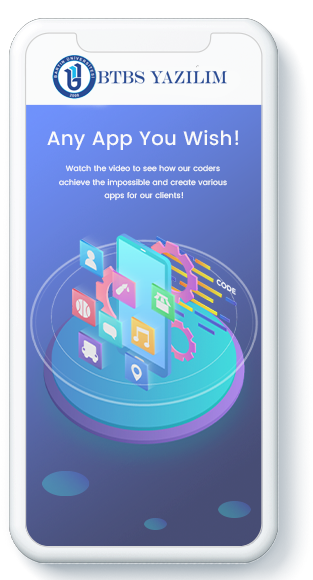 BTBS YAZILIM
Any App You Wish!
Watch the video to see how our coders
achieve the impossible and create various
apps for our clients!
CODE